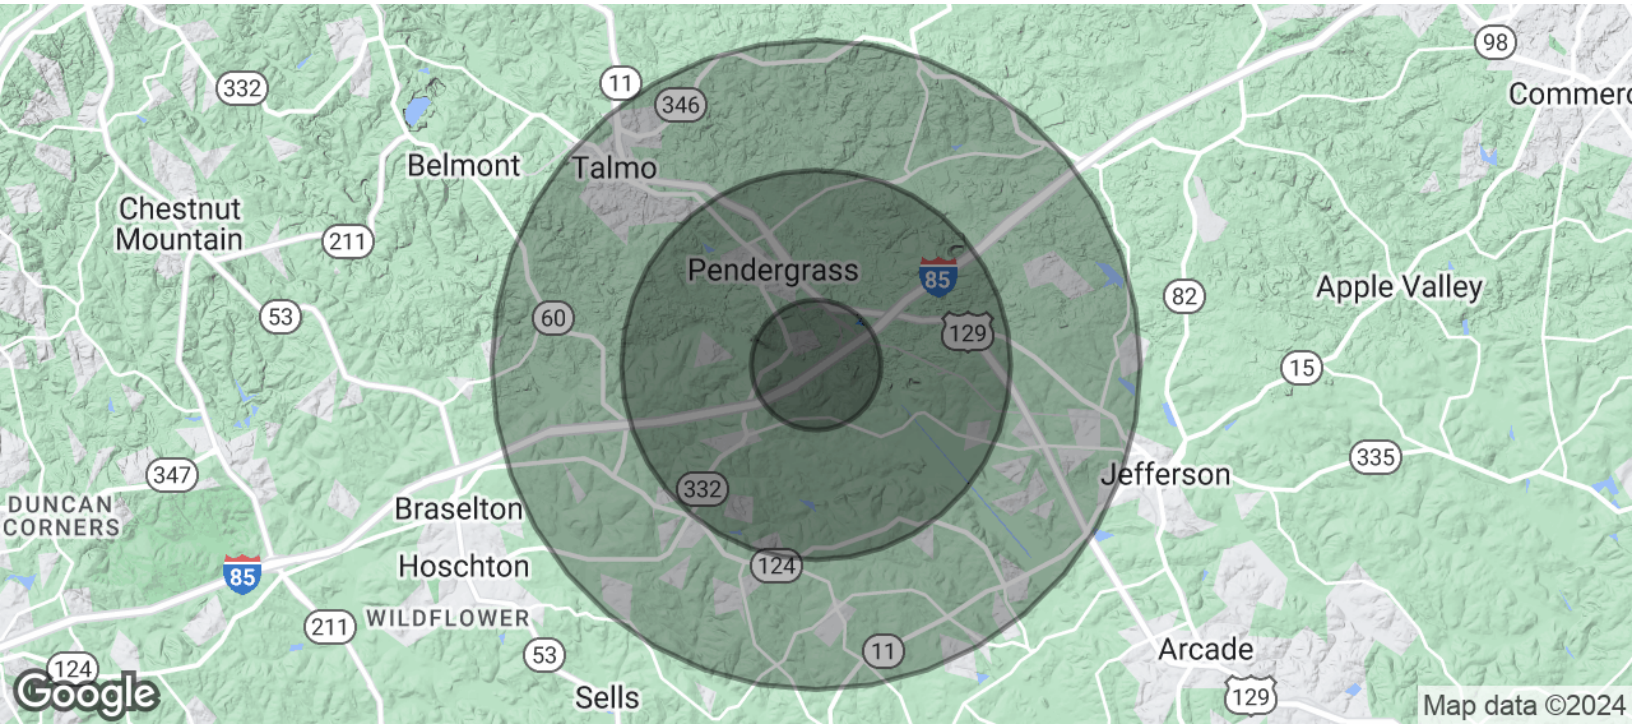 98
332
11
Commerc
346
Belmont
Talmo
Chestnut
Mountain
211
Pendergrass
85
Apple Valley
82
53
60
129
15
335
347
Jefferson
332
DUNCAN
CORNERS
Braselton
124
Hoschton
85
WILDFLOWER
211
11
53
Arcade
124
Google
Sells
129
Map data ©2024